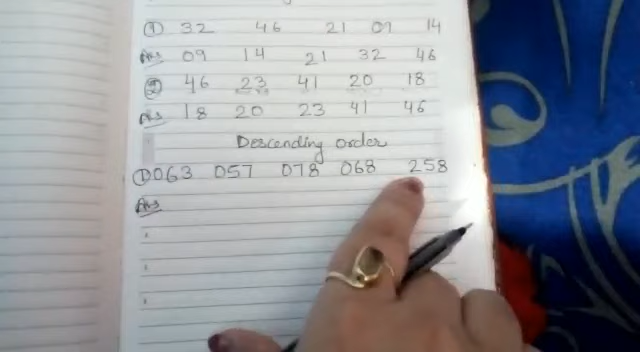 ① 32 46 21 09 14
Ans 09 14 21 32 46
② 46 23 41 20 18
Ans 18 20 23 41 46
Descending order
① 063 057 078 068 258
Ans